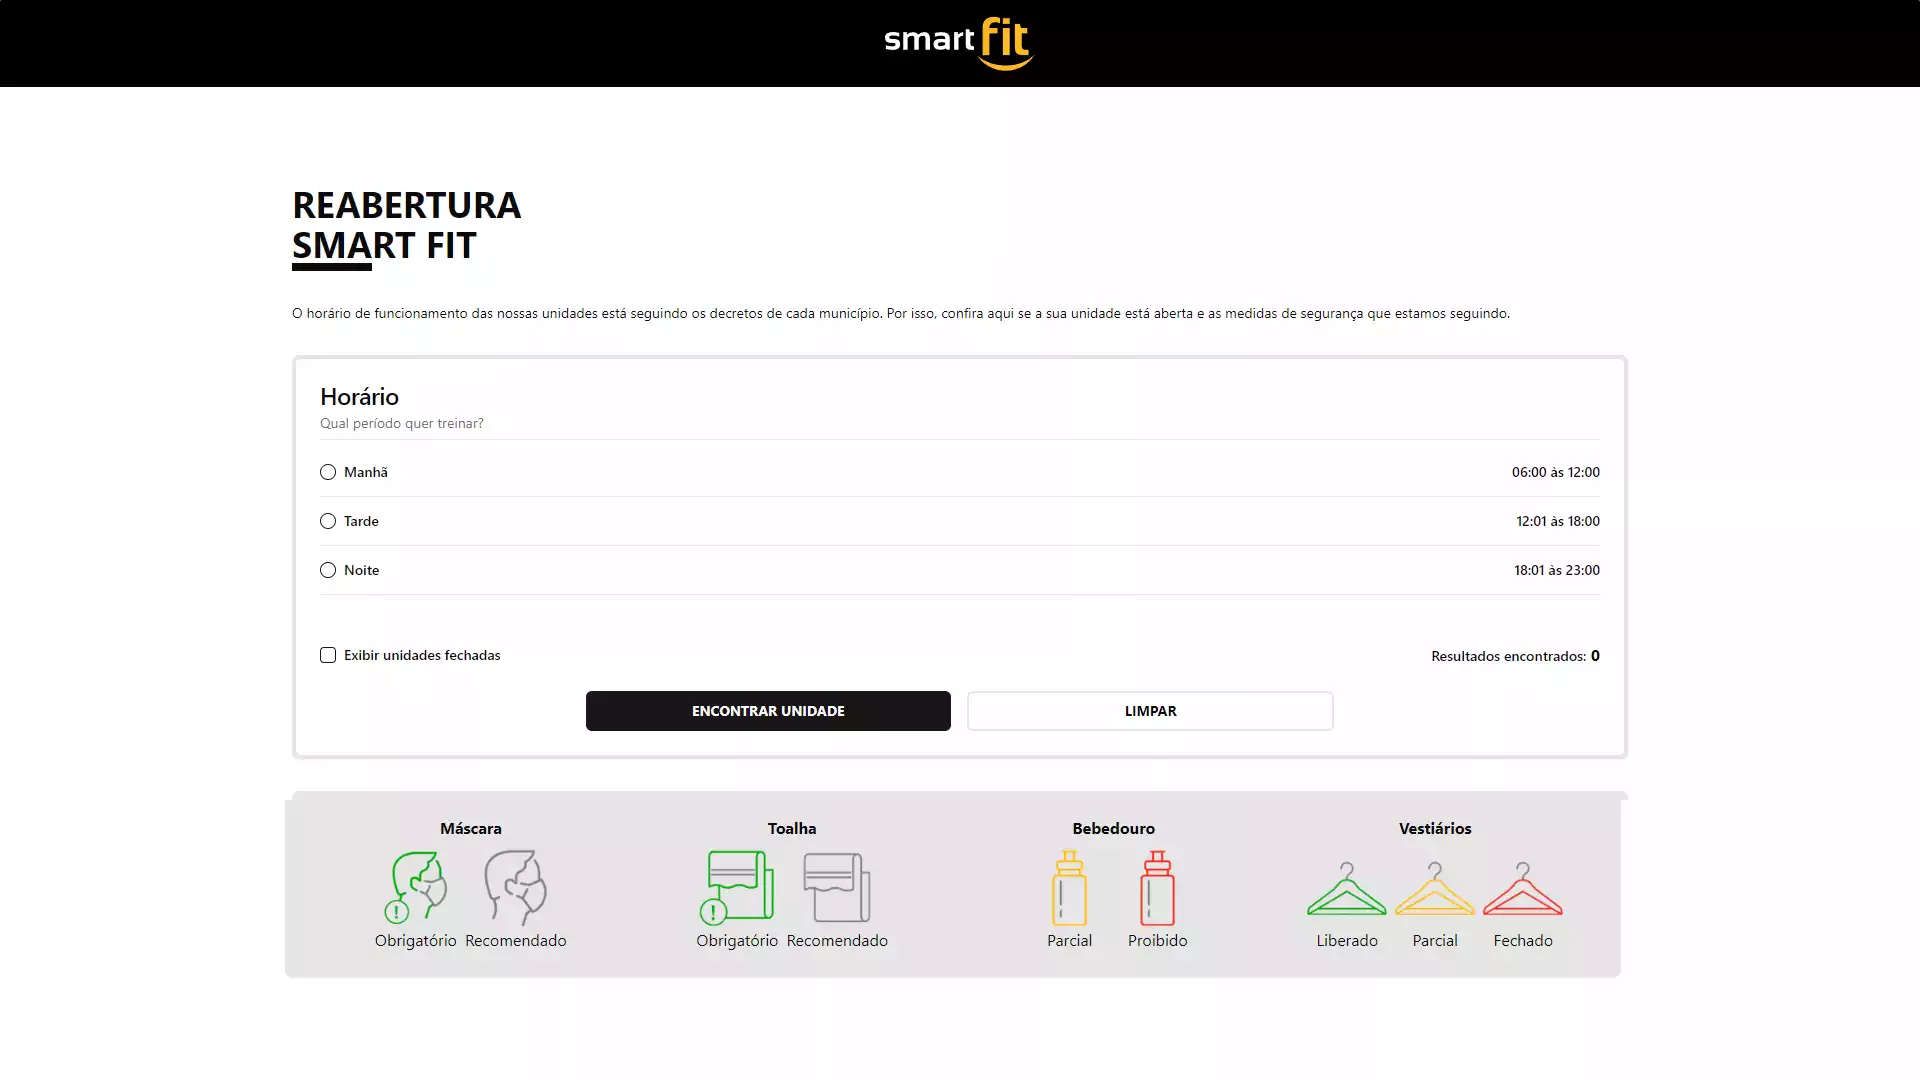 smart fit
REABERTURA
SMART FIT
O horário de funcionamento das nossas unidades está seguindo os decretos de cada município. Por isso, confira aqui se a sua unidade está aberta e as medidas de segurança que estamos seguindo.
Horário
Qual período quer treinar?
Manhã 06:00 às 12:00
Tarde 12:01 às 18:00
Noite 18:01 às 23:00
Exibir unidades fechadas Resultados encontrados: 0
ENCONTRAR UNIDADE LIMPAR
Máscara Toalha Bebedouro Vestiários
! !
Obrigatório Recomendado Obrigatório Recomendado Parcial Proibido Liberado Parcial Fechado